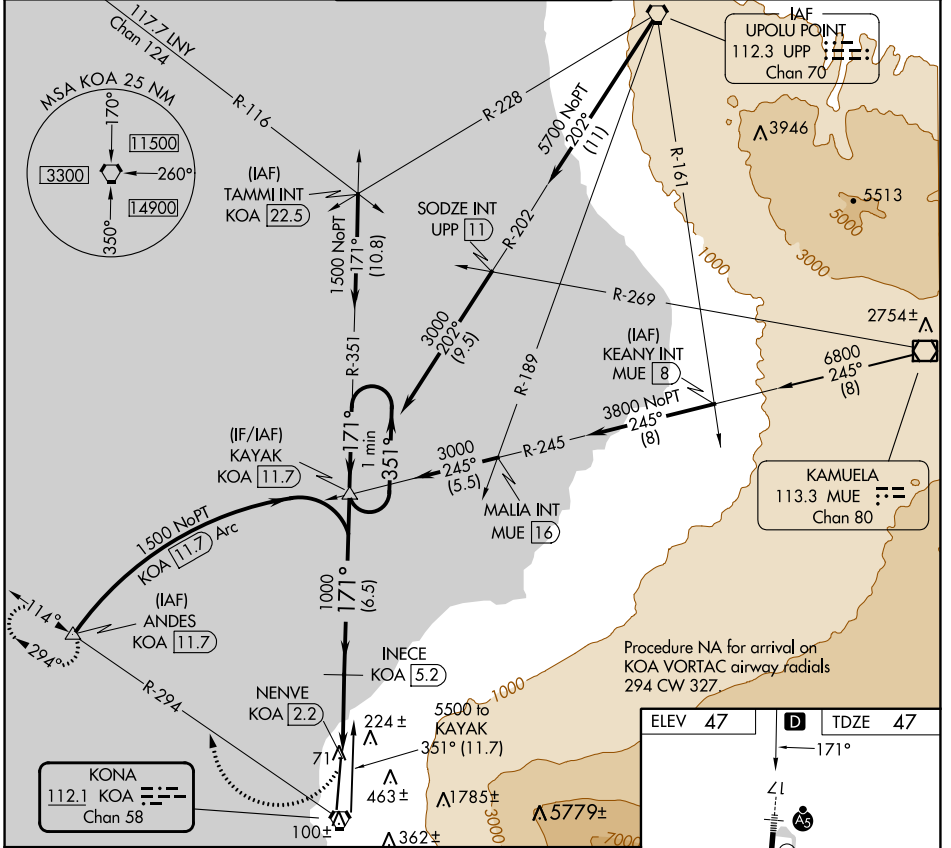 117.7 LNY
Chan 124
R-116
R-228
MSA KOA 25 NM
170°
11500
3300
260°
14900
350°
IAF
UPOLU POINT
112.3 UPP
Chan 70
5700 NoPT
202°
(11)
R-161
3946
5513
5000
3000
1000
(IAF)
TAMMI INT
KOA 22.5
1500 NoPT
171°
(10.8)
SODZE INT
UPP 11
R-202
R-269
2754±
3000
202°
(9.5)
R-351
R-189
(IAF)
KEANY INT
MUE 8
6800
245°
(8)
3800 NoPT
245°
(8)
R-245
171°
1 min
351°
3000
245°
(5.5)
(IF/IAF)
KAYAK
KOA 11.7
MALIA INT
MUE 16
KAMUELA
113.3 MUE
Chan 80
1500 NoPT
KOA 11.7 Arc
1000
171°
(6.5)
114°
294°
(IAF)
ANDES
KOA 11.7
R-294
INECE
KOA 5.2
NENVE
KOA 2.2
Procedure NA for arrival on
KOA VORTAC airway radials
294 CW 327.
1000
224±
5500 to
KAYAK
351° (11.7)
71
463±
1785±
5779±
3000
7000
362±
100±
KONA
112.1 KOA
Chan 58
ELEV 47
D
TDZE 47
171°
17
A5